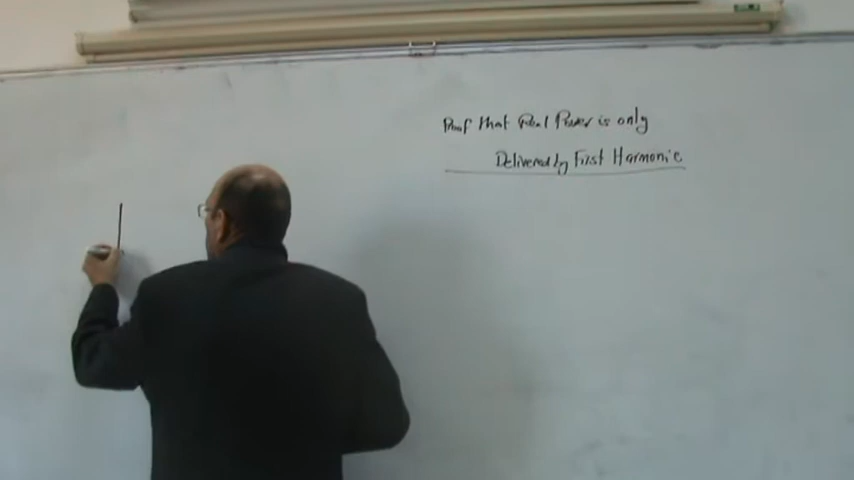 Proof that Real Power is only
Delivered by First Harmonic